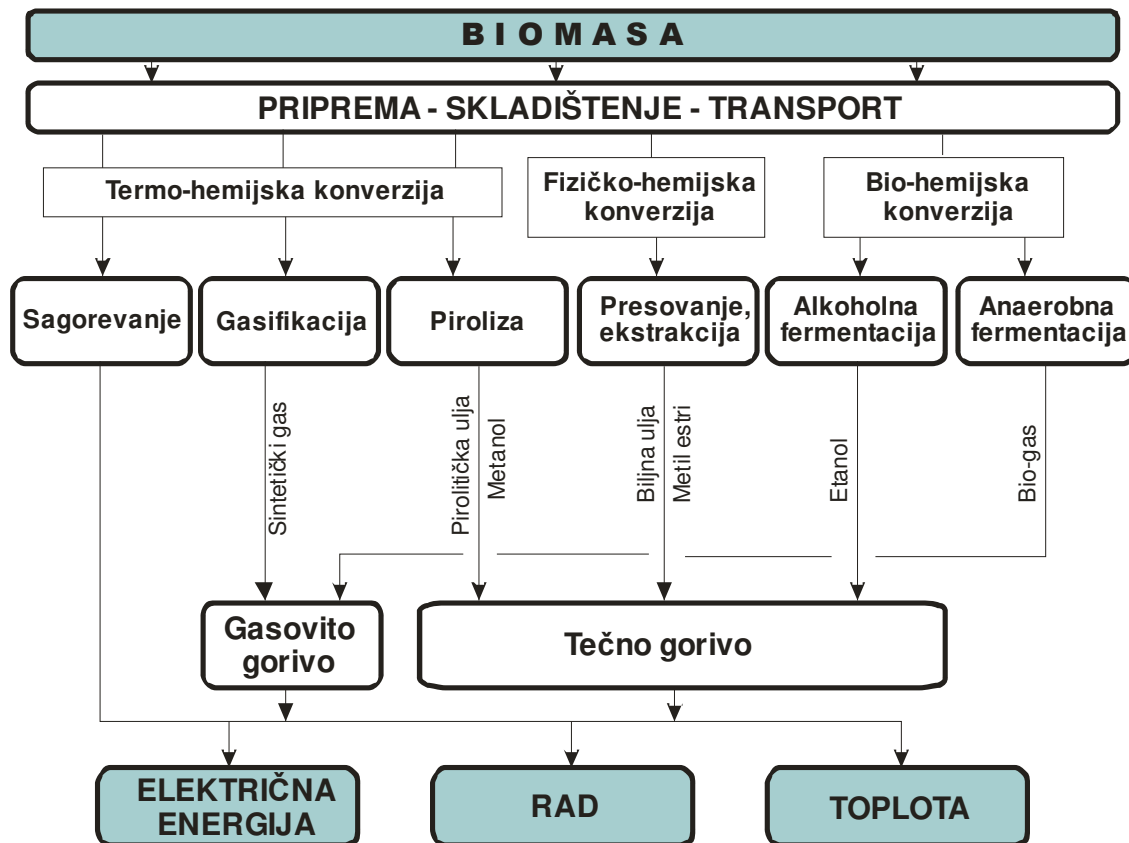 BIOMASA
PRIPREMA - SKLADIŠTENJE - TRANSPORT
Termo-hemijska konverzija
Fizičko-hemijska
konverzija
Bio-hemijska
konverzija
Sagorevanje
Gasifikacija
Piroliza
Presovanje,
ekstrakcija
Alkoholna
fermentacija
Anaerobna
fermentacija
Sintetički gas
Pirolitička ulja
Metanol
Biljna ulja
Metil estri
Etanol
Bio-gas
Gasovito
gorivo
Tečno gorivo
ELEKTRIČNA
ENERGIJA
RAD
TOPLOTA